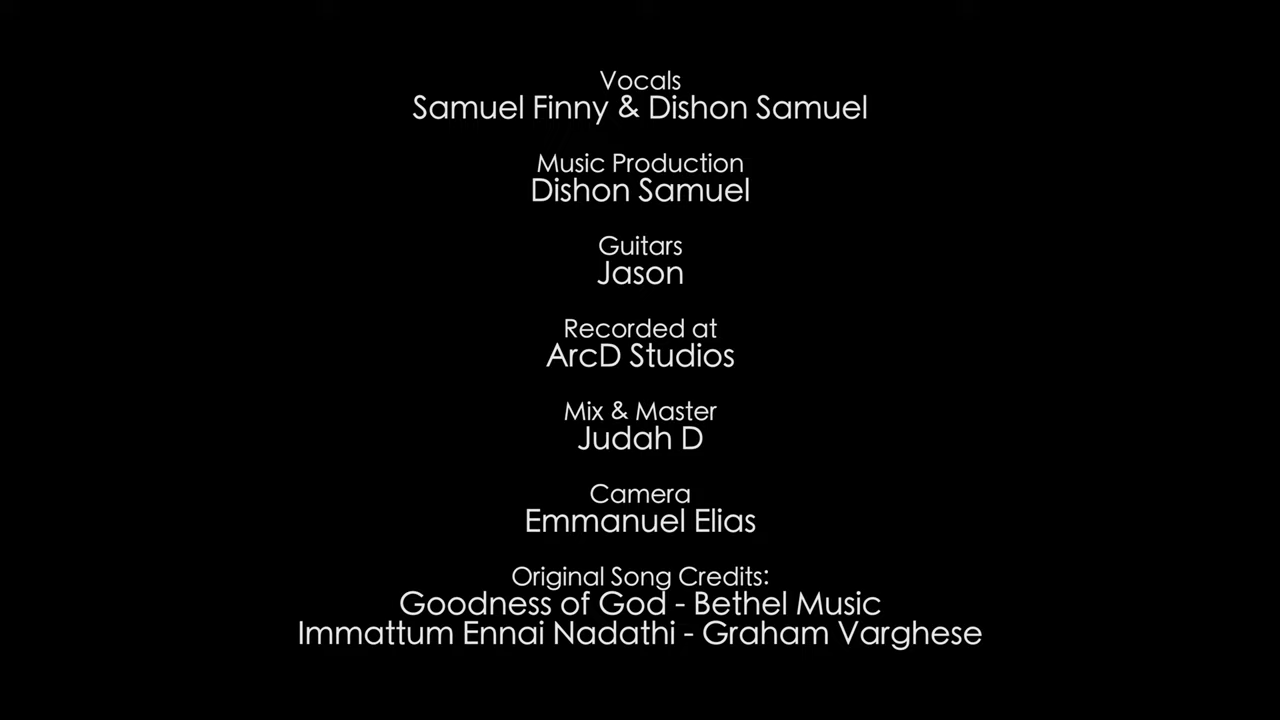 Vocals
Samuel Finny & Dishon Samuel
Music Production
Dishon Samuel
Guitars
Jason
Recorded at
ArcD Studios
Mix & Master
Judah D
Camera
Emmanuel Elias
Original Song Credits:
Goodness of God - Bethel Music
Immattum Ennai Nadathi - Graham Varghese